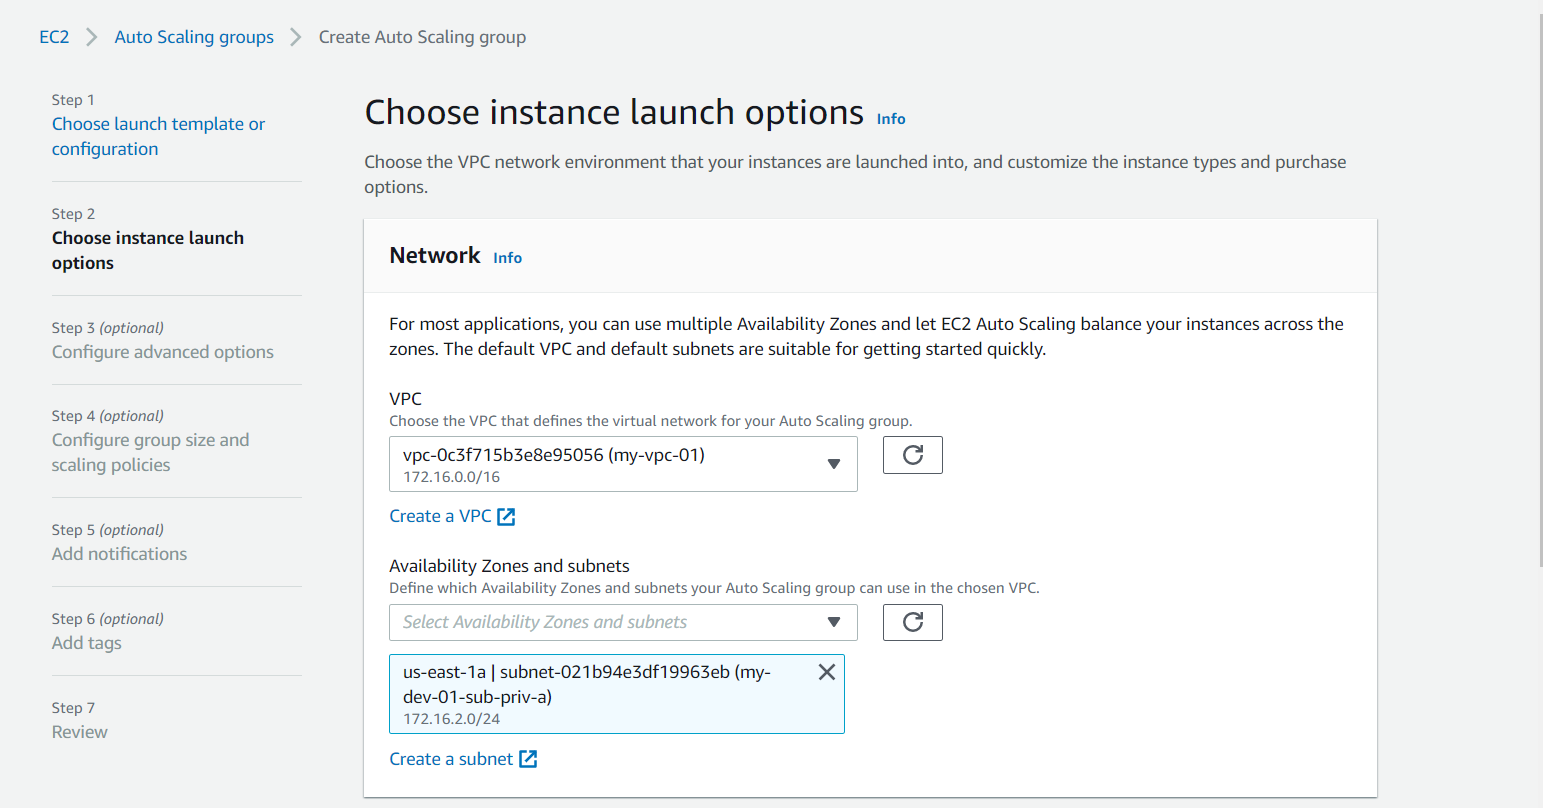 EC2 > Auto Scaling groups > Create Auto Scaling group
Step 1
Choose launch template or
configuration
Step 2
Choose instance launch
options
Step 3 (optional)
Configure advanced options
Step 4 (optional)
Configure group size and
scaling policies
Step 5 (optional)
Add notifications
Step 6 (optional)
Add tags
Step 7
Review
Choose instance launch options Info
Choose the VPC network environment that your instances are launched into, and customize the instance types and purchase
options.
Network Info
For most applications, you can use multiple Availability Zones and let EC2 Auto Scaling balance your instances across the
zones. The default VPC and default subnets are suitable for getting started quickly.
VPC
Choose the VPC that defines the virtual network for your Auto Scaling group.
vpc-0c3f715b3e8e95056 (my-vpc-01)
172.16.0.0/16
Create a VPC
Availability Zones and subnets
Define which Availability Zones and subnets your Auto Scaling group can use in the chosen VPC.
Select Availability Zones and subnets
us-east-1a | subnet-021b94e3df19963eb (my-
dev-01-sub-priv-a)
172.16.2.0/24
Create a subnet